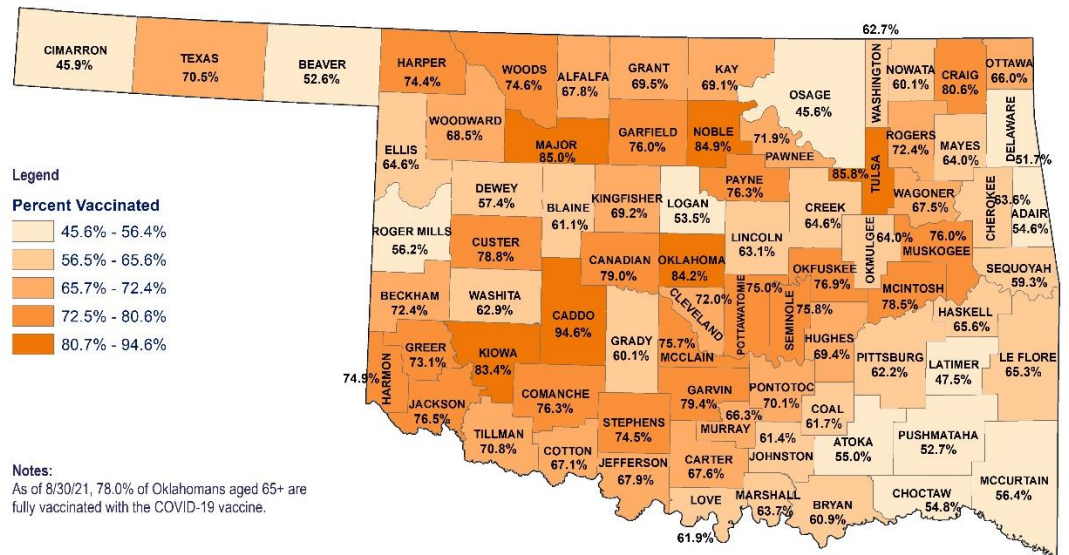 CIMARRON
45.9%
TEXAS
70.5%
BEAVER
52.6%
HARPER
74.4%
WOODS
74.6%
ALFALFA
67.8%
GRANT
69.5%
KAY
69.1%
OSAGE
45.6%
62.7%
WASHINGTON
NOWATA
60.1%
CRAIG
80.6%
OTTAWA
66.0%
ELLIS
64.6%
WOODWARD
68.5%
MAJOR
85.0%
GARFIELD
76.0%
NOBLE
84.9%
71.9%
PAWNEE
85.8%
TULSA
ROGERS
72.4%
MAYES
64.0%
DELAWARE
51.7%
Legend
Percent Vaccinated
45.6% - 56.4%
56.5% - 65.6%
65.7% - 72.4%
72.5% - 80.6%
80.7% - 94.6%
ROGER MILLS
56.2%
DEWEY
57.4%
BLAINE
61.1%
KINGFISHER
69.2%
LOGAN
53.5%
PAYNE
76.3%
CREEK
64.6%
WAGONER
67.5%
CHEROKEE
63.6%
ADAIR
54.6%
CUSTER
78.8%
CANADIAN
79.0%
OKLAHOMA
84.2%
LINCOLN
63.1%
OKMULGEE
64.0%
76.0%
MUSKOGEE
SEQUOYAH
59.3%
BECKHAM
72.4%
WASHITA
62.9%
CADDO
94.6%
GRADY
60.1%
CLEVELAND
72.0%
POTTAWATOMIE
75.0%
SEMINOLE
75.8%
OKFUSKEE
76.9%
MCINTOSH
78.5%
HASKELL
65.6%
GREER
73.1%
KIOWA
83.4%
75.7%
MCCLAIN
HUGHES
69.4%
PITTSBURG
62.2%
LATIMER
47.5%
LE FLORE
65.3%
74.9%
HARMON
JACKSON
76.5%
COMANCHE
76.3%
GARVIN
79.4%
PONTOTOC
70.1%
COAL
61.7%
TILLMAN
70.8%
COTTON
67.1%
STEPHENS
74.5%
66.3%
MURRAY
61.4%
JOHNSTON
ATOKA
55.0%
PUSHMATAHA
52.7%
MCCURTAIN
56.4%
JEFFERSON
67.9%
CARTER
67.6%
LOVE
61.9%
MARSHALL
63.7%
BRYAN
60.9%
CHOCTAW
54.8%
Notes:
As of 8/30/21, 78.0% of Oklahomans aged 65+ are
fully vaccinated with the COVID-19 vaccine.